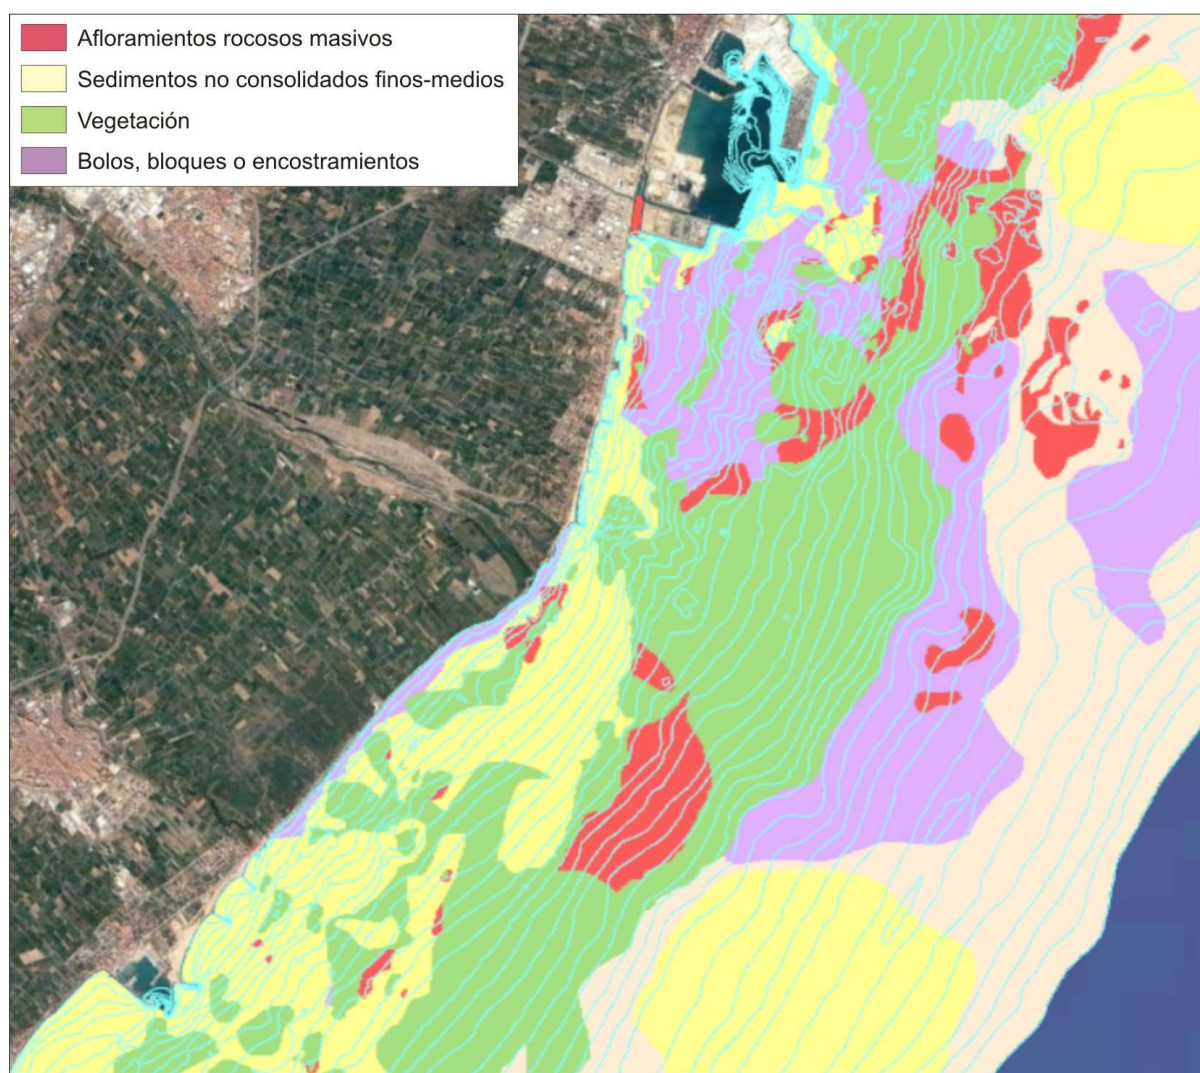 Afloramientos rocosos masivos
Sedimentos no consolidados finos-medios
Vegetación
Bolos, bloques o encostramientos